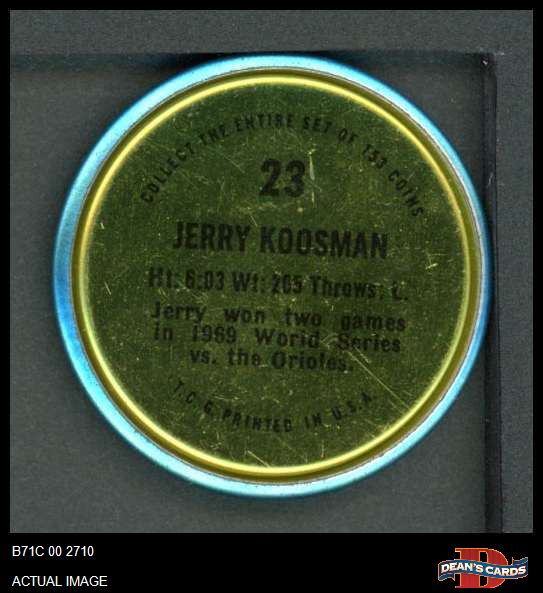 COLLECT THE ENTIRE SET OF 153 COINS
23
JERRY KOOSMAN
Ht: 6:03 Wt: 205 Throws: L.
Jerry won two games
in 1969 World Series
vs. the Orioles.
T.C.G. PRINTED IN U.S.A.
B71C 00 2710
ACTUAL IMAGE
D
DEAN'S CARDS